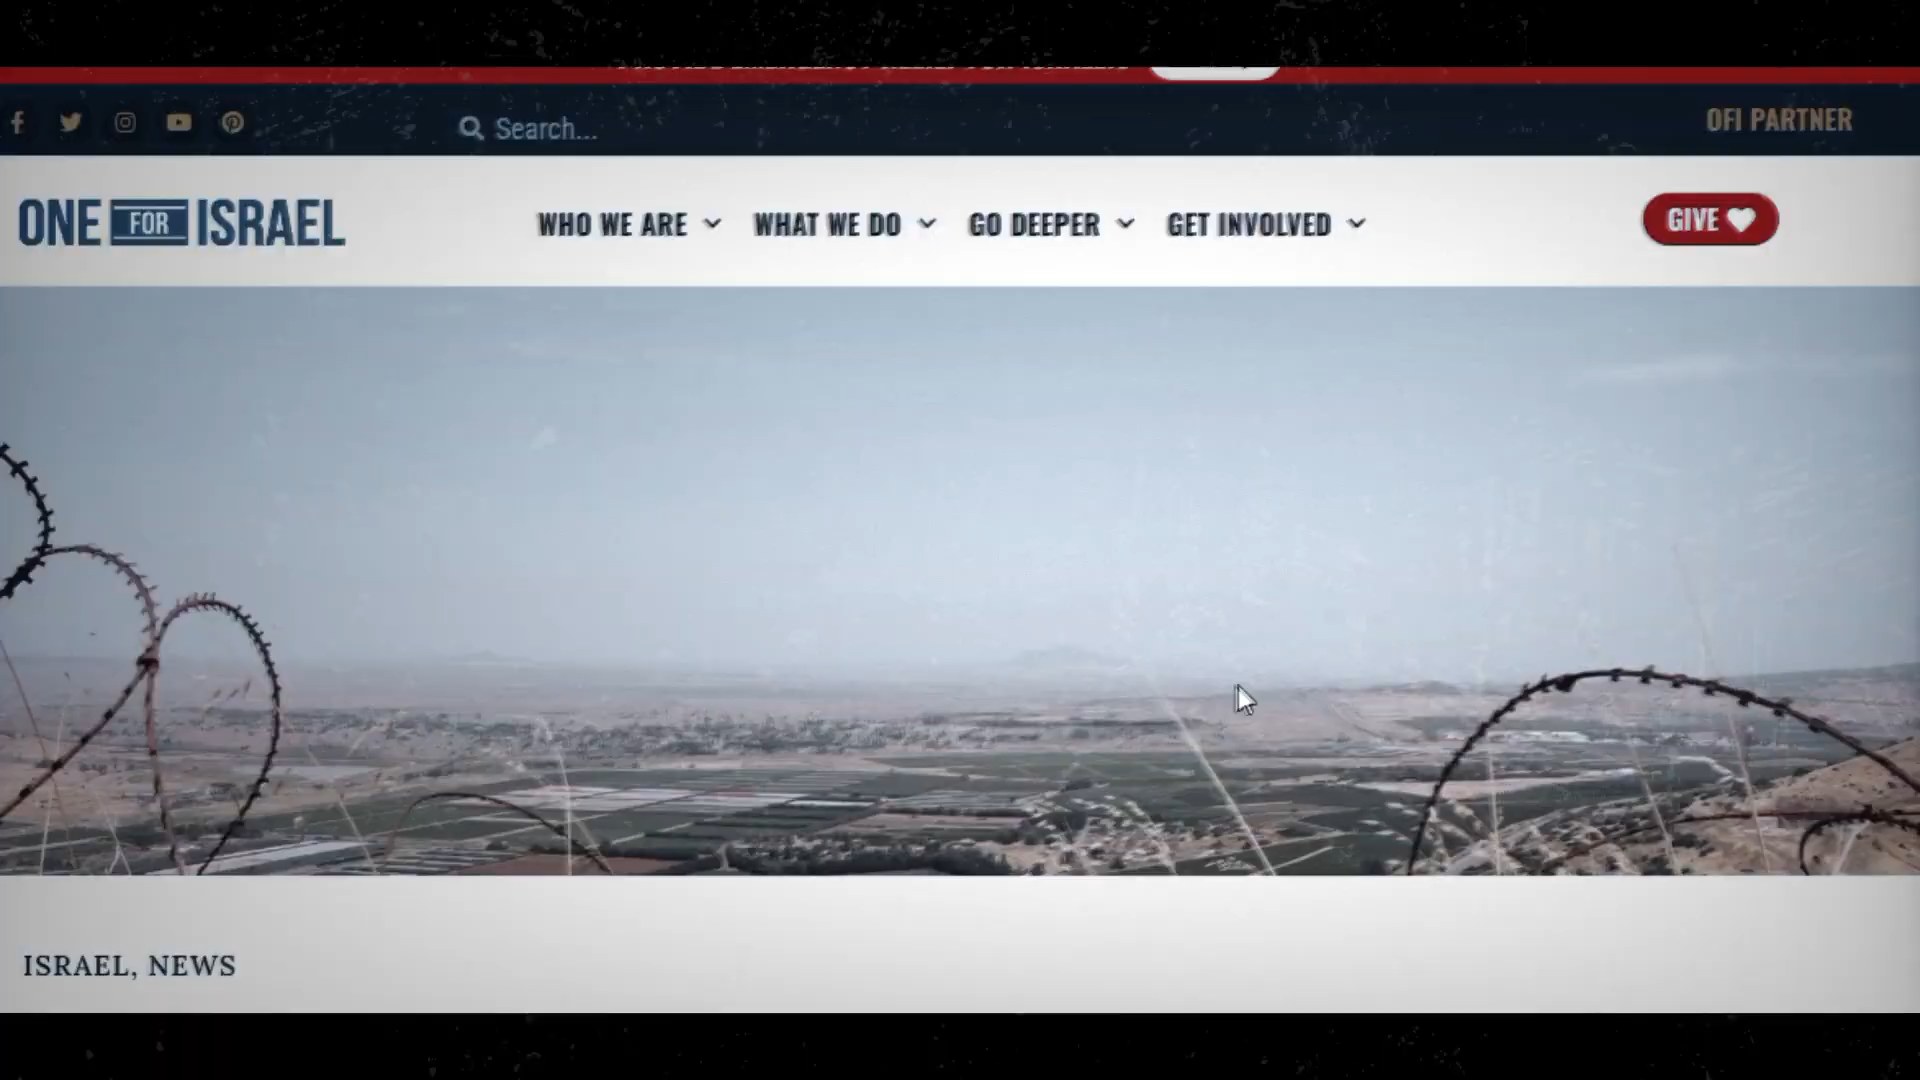 Search...
OFI PARTNER
ONE FOR ISRAEL
WHO WE ARE
WHAT WE DO
GO DEEPER
GET INVOLVED
GIVE
ISRAEL, NEWS